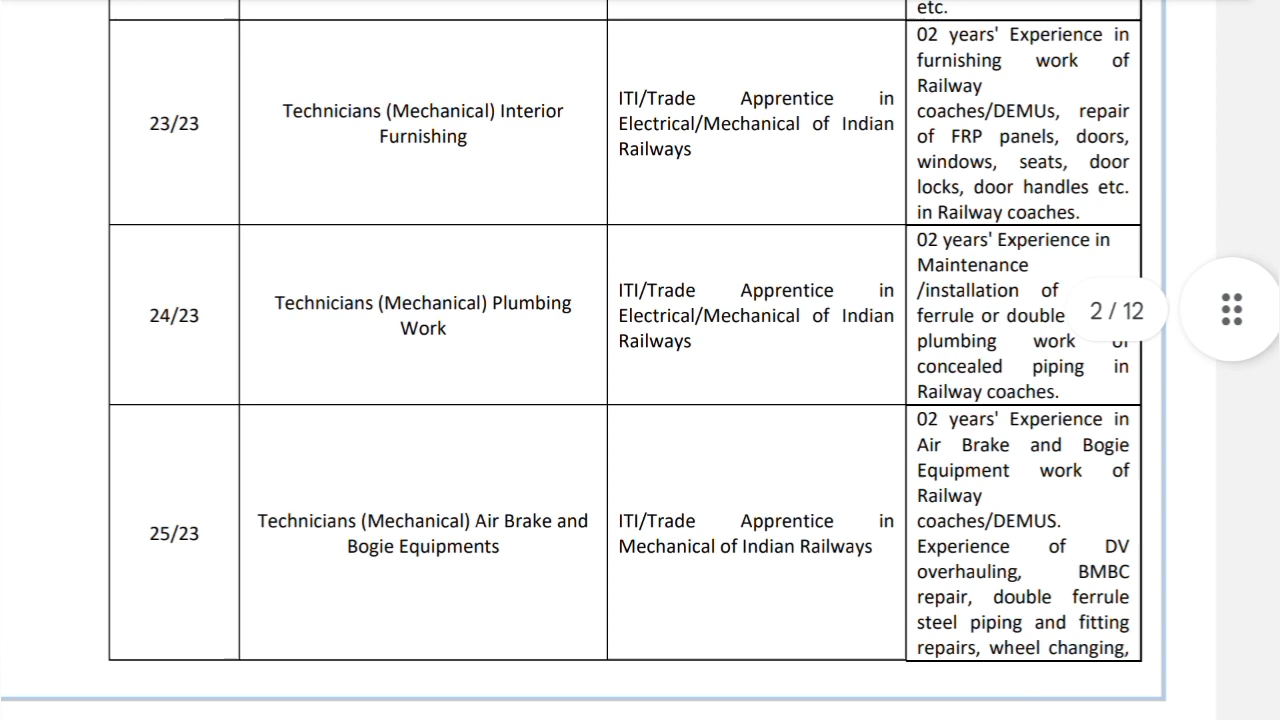 etc.
23/23
Technicians (Mechanical) Interior
Furnishing
ITI/Trade Apprentice in
Electrical/Mechanical of Indian
Railways
02 years' Experience in
furnishing work of
Railway
coaches/DEMUs, repair
of FRP panels, doors,
windows, seats, door
locks, door handles etc.
in Railway coaches.
24/23
Technicians (Mechanical) Plumbing
Work
ITI/Trade Apprentice in
Electrical/Mechanical of Indian
Railways
02 years' Experience in
Maintenance
/installation of
ferrule or double
plumbing work of
concealed piping in
Railway coaches.
2 / 12
25/23
Technicians (Mechanical) Air Brake and
Bogie Equipments
ITI/Trade Apprentice in
Mechanical of Indian Railways
02 years' Experience in
Air Brake and Bogie
Equipment work of
Railway
coaches/DEMUS.
Experience of DV
overhauling, BMBC
repair, double ferrule
steel piping and fitting
repairs, wheel changing,